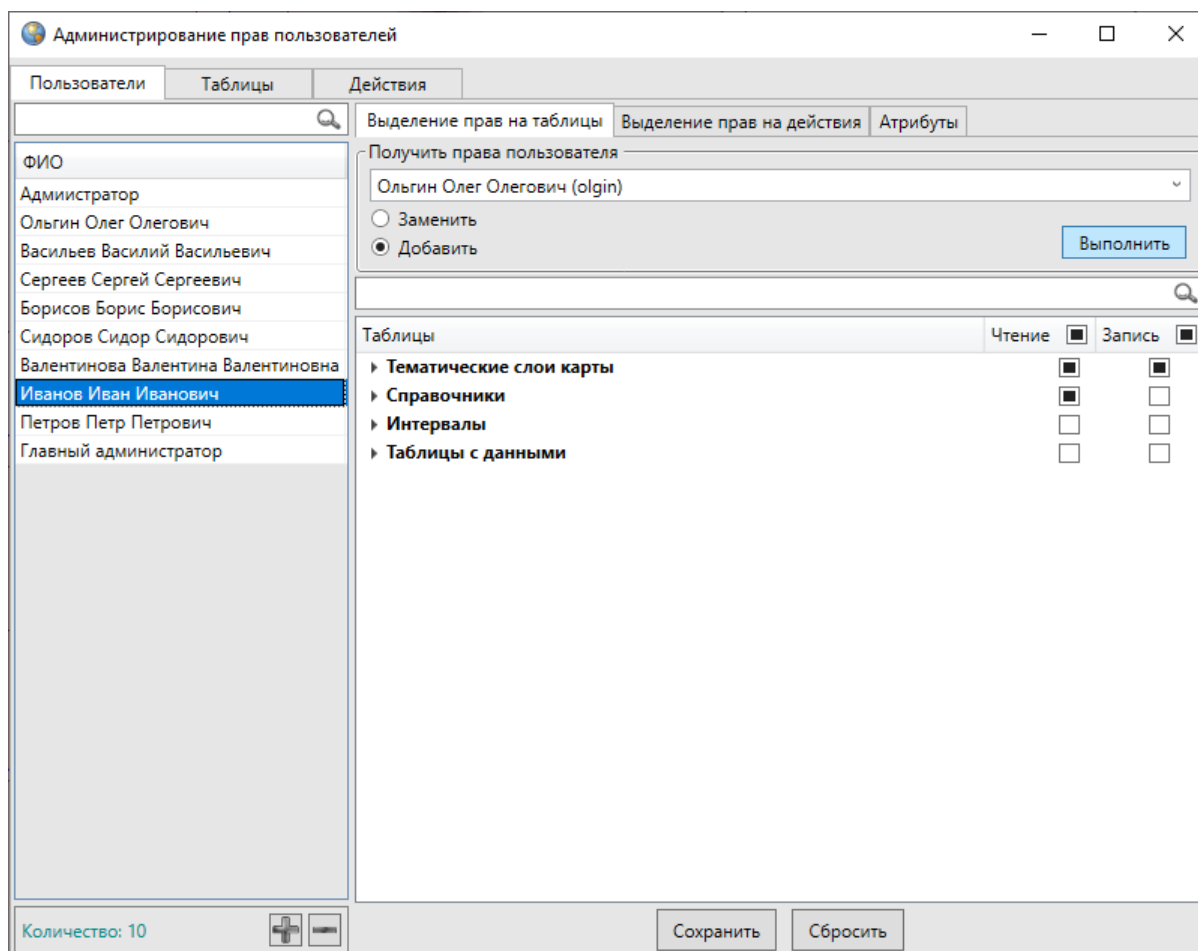 Администрирование прав пользователей
Пользователи Таблицы Действия
Выделение прав на таблицы Выделение прав на действия Атрибуты
ФИО
Адмиистратор
Ольгин Олег Олегович
Васильев Василий Васильевич
Сергеев Сергей Сергеевич
Борисов Борис Борисович
Сидоров Сидор Сидорович
Валентинова Валентина Валентиновна
Иванов Иван Иванович
Петров Петр Петрович
Главный администратор
Количество: 10
Получить права пользователя
Ольгин Олег Олегович (olgin)
Заменить
Добавить
Выполнить
Таблицы Чтение Запись
Тематические слои карты
Справочники
Интервалы
Таблицы с данными
Сохранить Сбросить